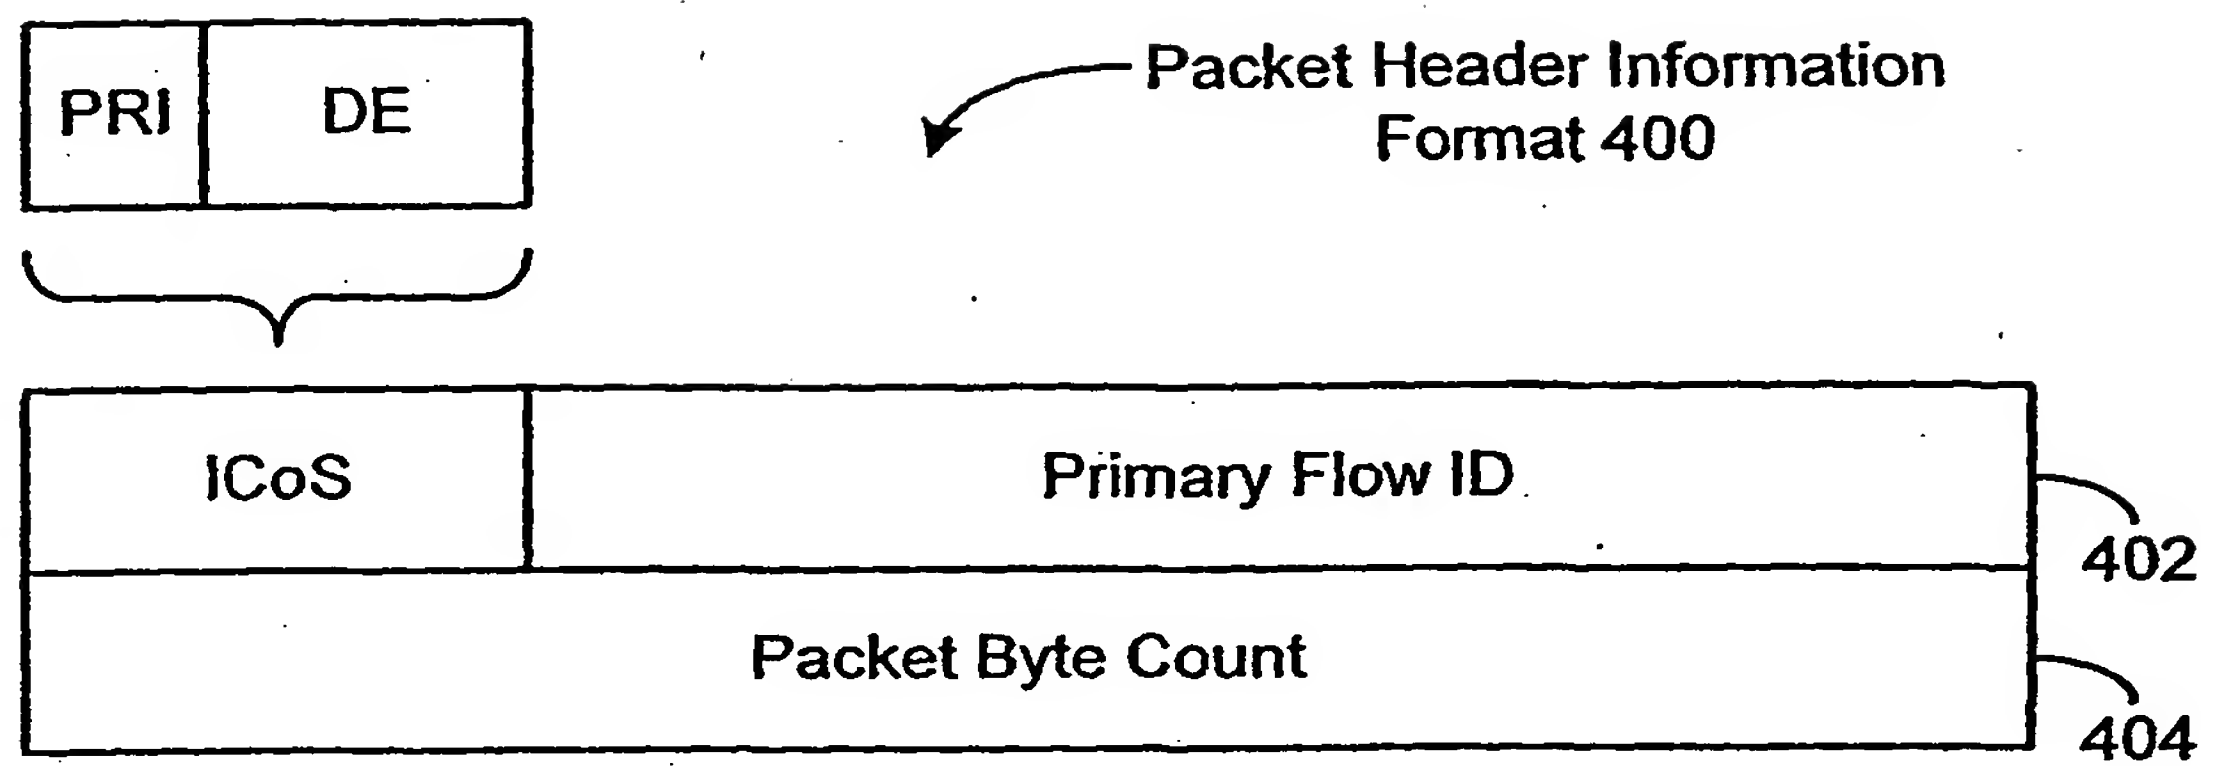 PRI DE
Packet Header Information
Format 400
ICoS Primary Flow ID
402
Packet Byte Count
404